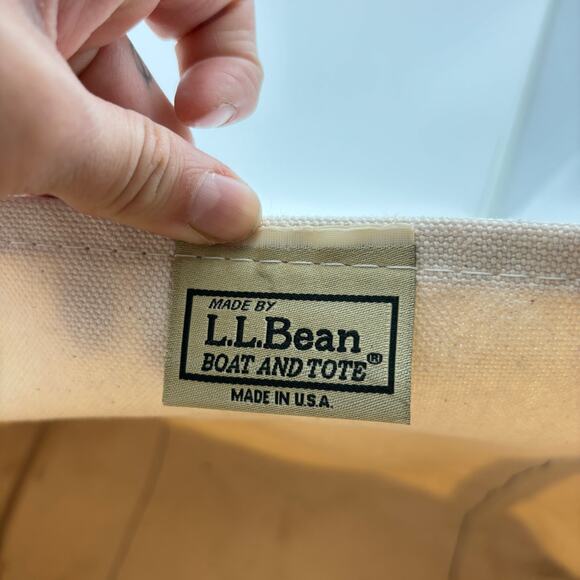 MADE BY
L.L.Bean
BOAT AND TOTE®
MADE IN U.S.A.